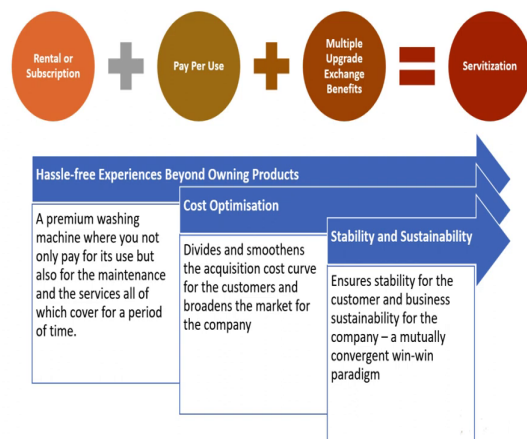 Rental or
Subscription
Pay Per Use
Multiple
Upgrade
Exchange
Benefits
Servitization
Hassle-free Experiences Beyond Owning Products
A premium washing
machine where you not
only pay for its use but
also for the maintenance
and the services all of
which cover for a period
of time.
Cost Optimisation
Divides and smoothens
the acquisition cost curve
for the customers and
broadens the market for
the company
Stability and Sustainability
Ensures stability for the
customer and business
sustainability for the
company – a mutually
convergent win-win
paradigm